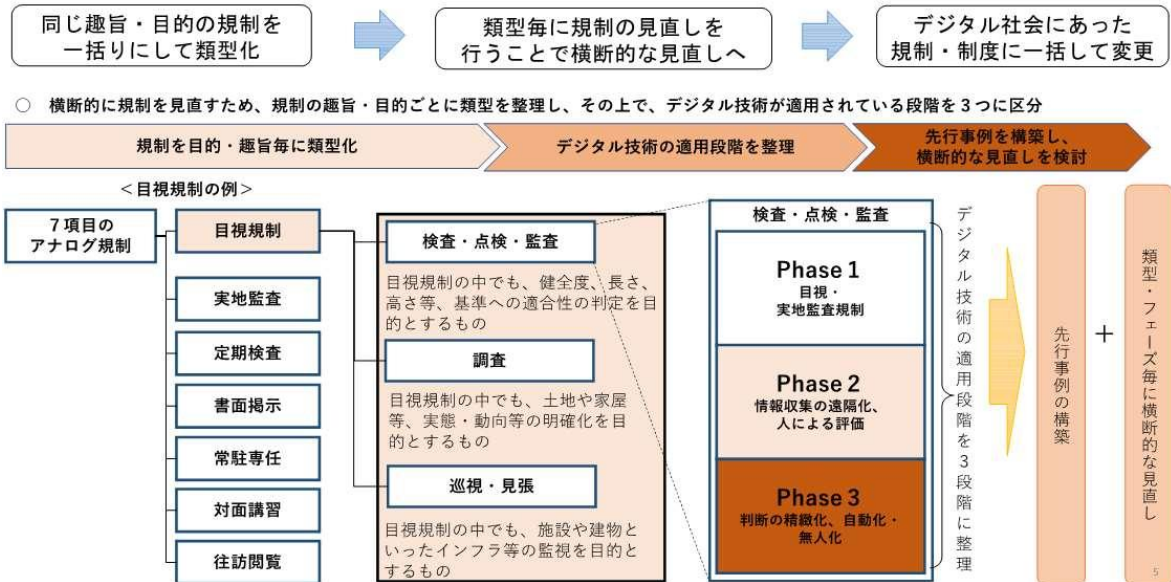 同じ趣旨・目的の規制を
一括りにして類型化
類型毎に規制の見直しを
行うことで横断的な見直しへ
デジタル社会にあった
規制・制度に一括して変更
○ 横断的に規制を見直すため、規制の趣旨・目的ごとに類型を整理し、その上で、デジタル技術が適用されている段階を3つに区分
規制を目的・趣旨毎に類型化
デジタル技術の適用段階を整理
先行事例を構築し、
横断的な見直しを検討
＜目視規制の例＞
7項目の
アナログ規制
目視規制
実地監査
定期検査
書面掲示
常駐専任
対面講習
往訪閲覧
検査・点検・監査
目視規制の中でも、健全度、長さ、
高さ等、基準への適合性の判定を目
的とするもの
調査
目視規制の中でも、土地や家屋
等、実態・動向等の明確化を目
的とするもの
巡視・見張
目視規制の中でも、施設や建物と
いったインフラ等の監視を目的と
するもの
検査・点検・監査
Phase 1
目視・
実地監査規制
Phase 2
情報収集の遠隔化、
人による評価
Phase 3
判断の精緻化、自動化・
無人化
デジタル技術の適用段階を3段階に整理
先行事例の構築
＋
類型・フェーズ毎に横断的な見直し
5